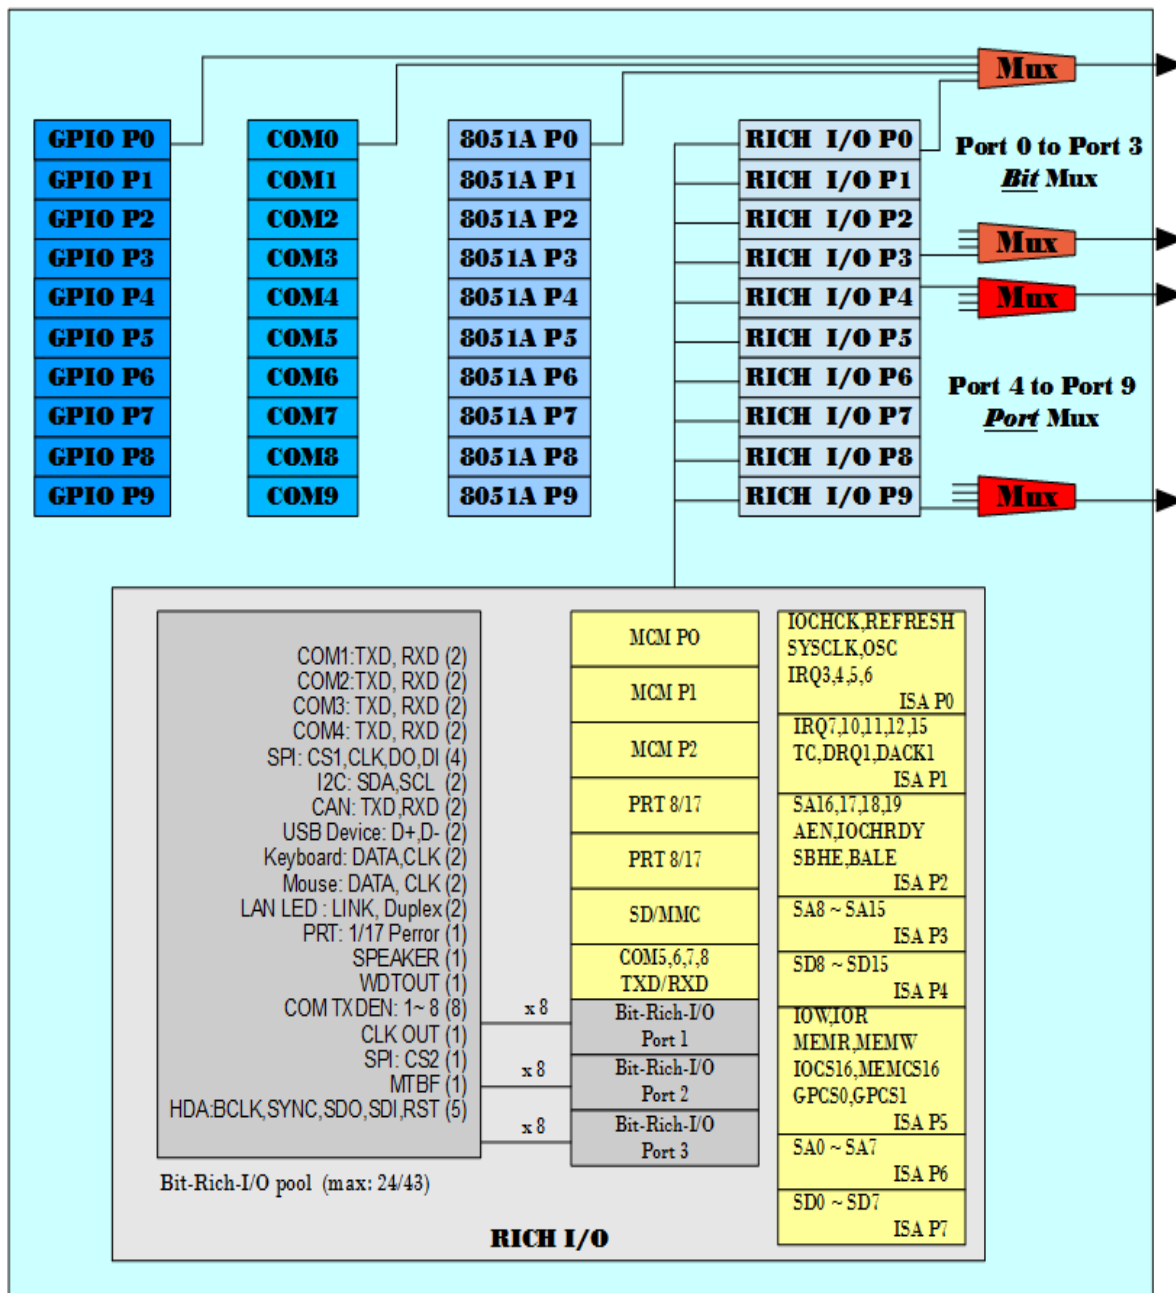 Mux
GPIO P0
GPIO P1
GPIO P2
GPIO P3
GPIO P4
GPIO P5
GPIO P6
GPIO P7
GPIO P8
GPIO P9
COM0
COM1
COM2
COM3
COM4
COM5
COM6
COM7
COM8
COM9
8051A P0
8051A P1
8051A P2
8051A P3
8051A P4
8051A P5
8051A P6
8051A P7
8051A P8
8051A P9
RICH I/O P0
RICH I/O P1
RICH I/O P2
RICH I/O P3
RICH I/O P4
RICH I/O P5
RICH I/O P6
RICH I/O P7
RICH I/O P8
RICH I/O P9
Port 0 to Port 3
Bit Mux
Mux
Mux
Port 4 to Port 9
Port Mux
Mux
COM1:TXD, RXD (2)
COM2:TXD, RXD (2)
COM3: TXD, RXD (2)
COM4: TXD, RXD (2)
SPI: CS1,CLK,DO,DI (4)
I2C: SDA,SCL (2)
CAN: TXD,RXD (2)
USB Device: D+,D- (2)
Keyboard: DATA,CLK (2)
Mouse: DATA, CLK (2)
LAN LED : LINK, Duplex(2)
PRT: 1/17 Perror (1)
SPEAKER (1)
WDTOUT (1)
COM TXDEN: 1~ 8 (8)
CLK OUT (1)
SPI: CS2 (1)
MTBF (1)
HDA:BCLK,SYNC,SDO,SDI,RST (5)
Bit-Rich-I/O pool (max: 24/43)
x 8
x 8
x 8
MCM PO
MCM P1
MCM P2
PRT 8/17
PRT 8/17
SD/MMC
COM5,6,7,8
TXD/RXD
Bit-Rich-I/O
Port 1
Bit-Rich-I/O
Port 2
Bit-Rich-I/O
Port 3
IOCHCK,REFRESH
SYSCLK,OSC
IRQ3,4,5,6
ISA P0
IRQ7,10,11,12,15
TC,DRQ1,DACK1
ISA P1
SA16,17,18,19
AEN,IOCHRDY
SBHE,BALE
ISA P2
SA8 ~ SA15
ISA P3
SD8 ~ SD15
ISA P4
IOW,IOR
MEMR,MEMW
IOCS16,MEMCS16
GPCS0,GPCS1
ISA P5
SA0 ~ SA7
ISA P6
SD0 ~ SD7
ISA P7
RICH I/O